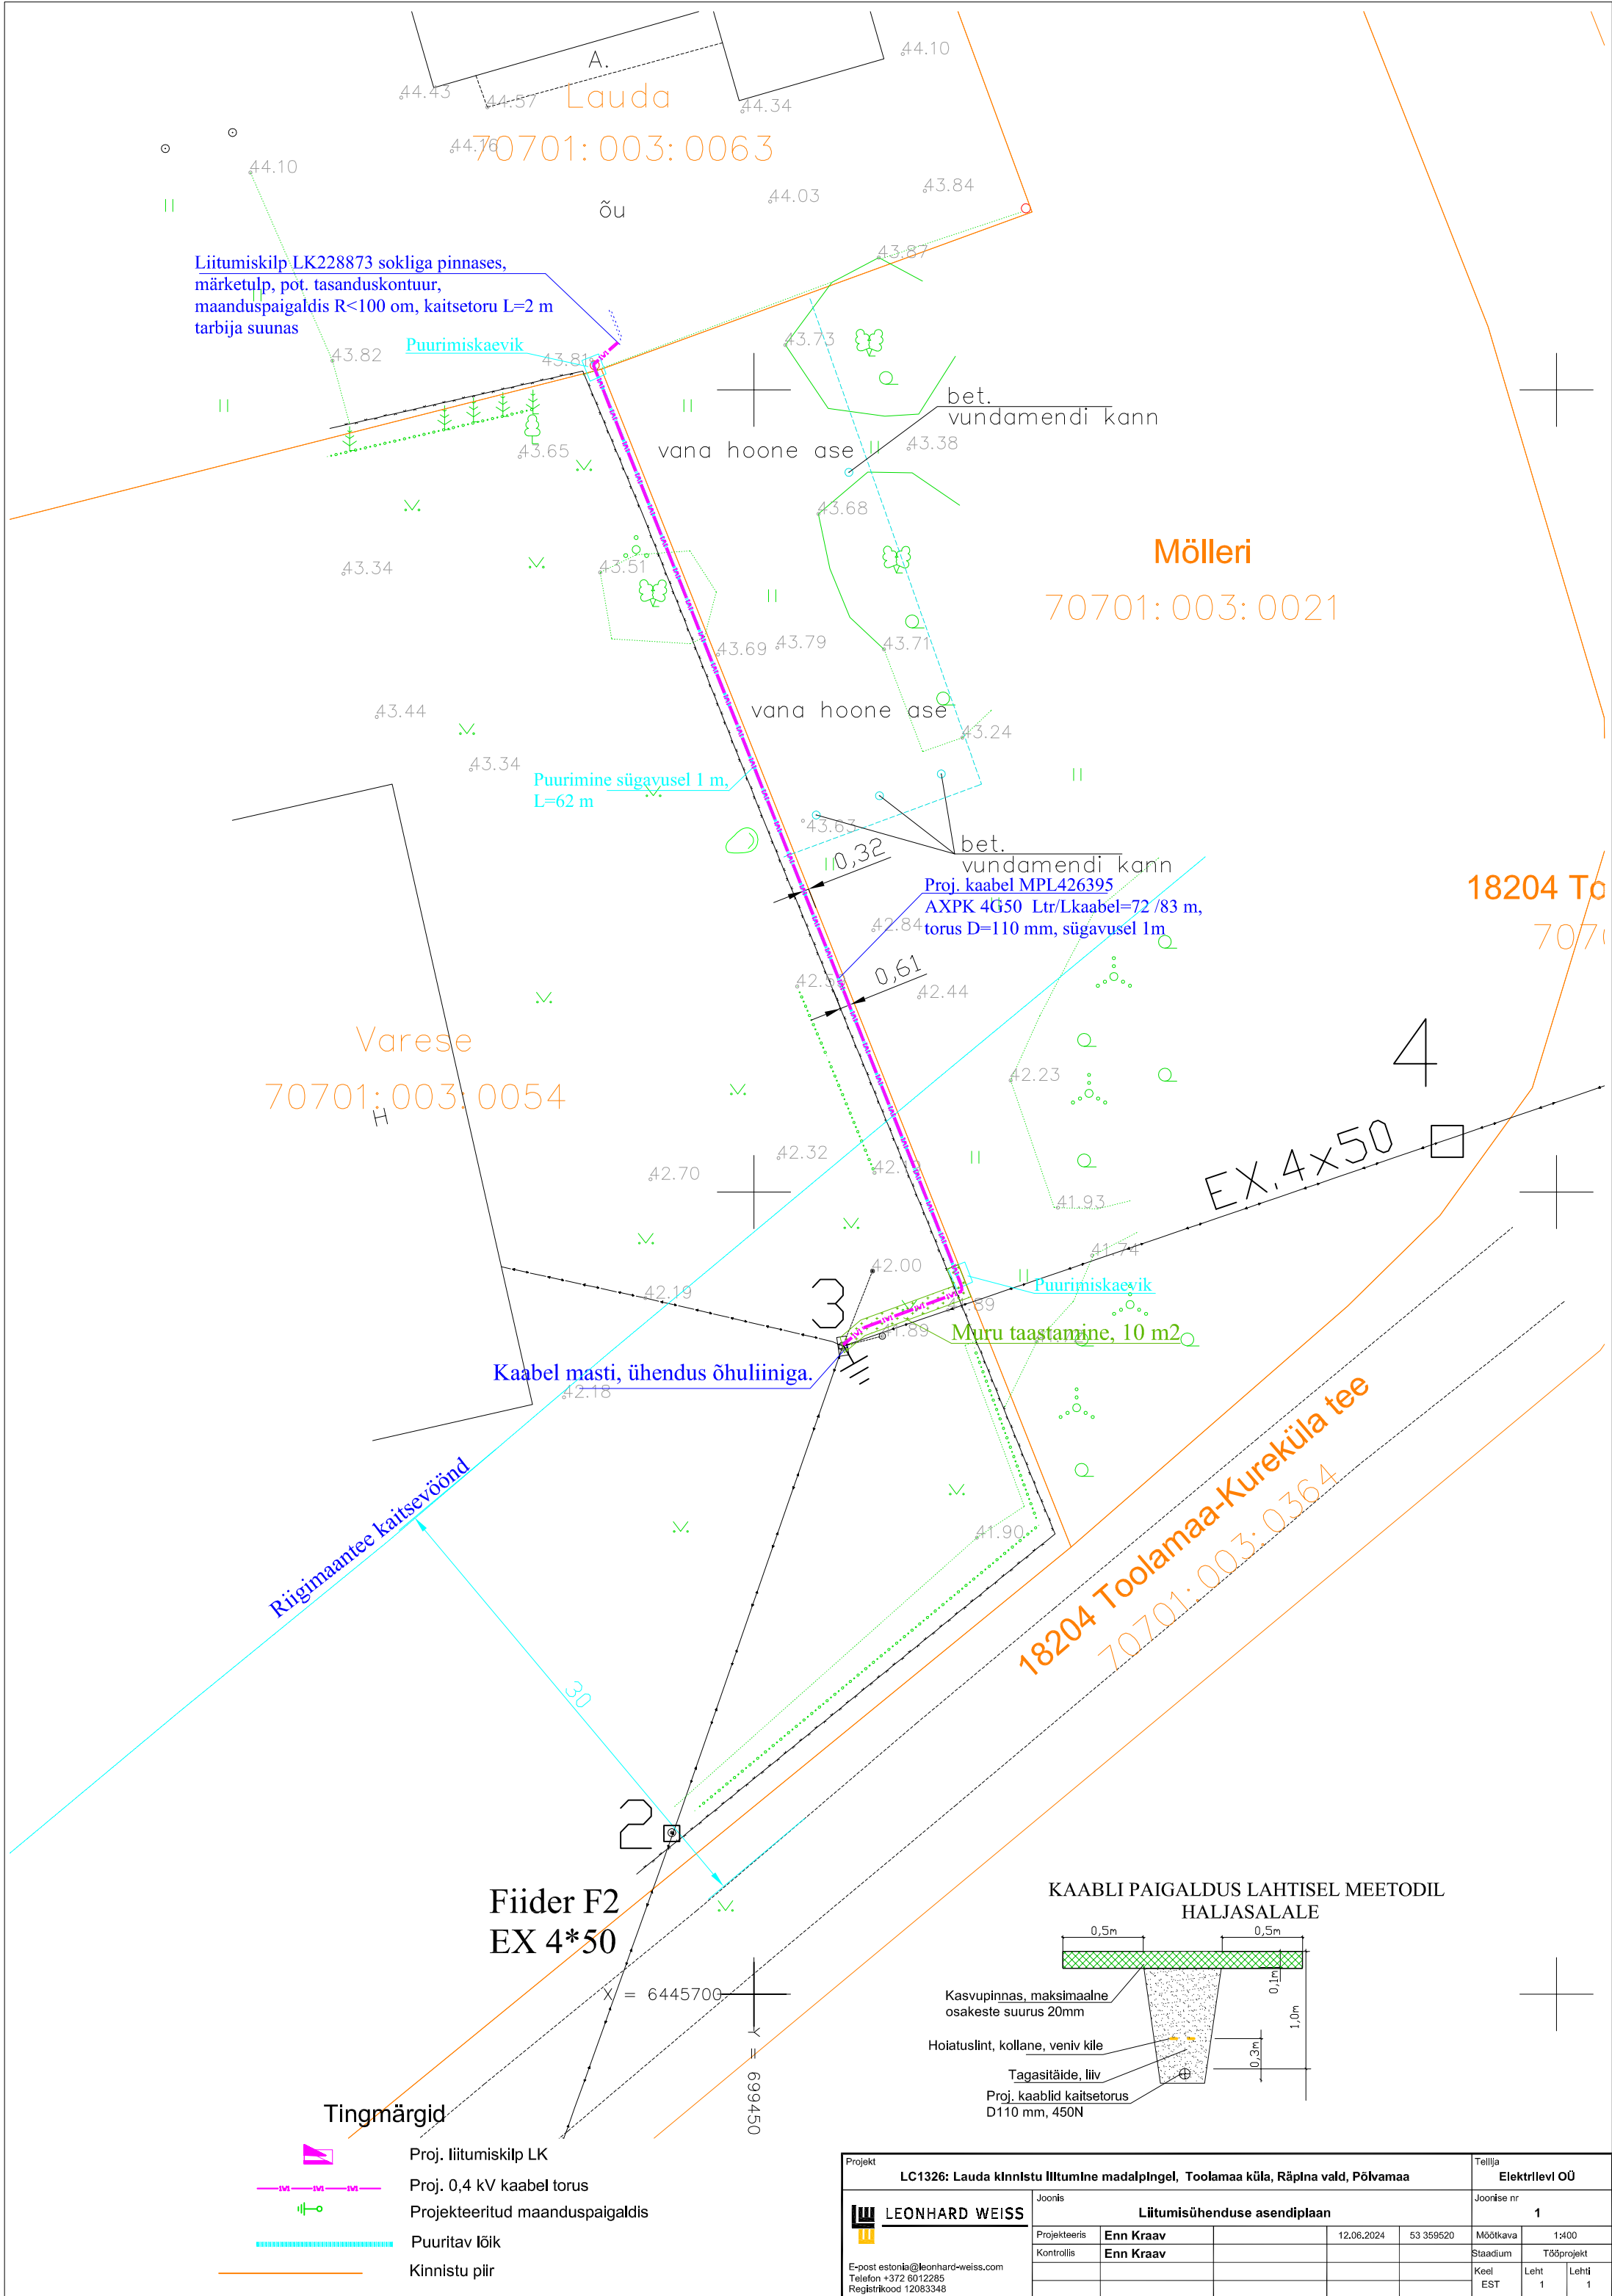 A.
44.10
44.43
44.57
Lauda
44.34
70701:003:0063
44.16
44.10
44.03
43.84
õu
43.87
Liitumiskilp LK228873 sokliga pinnases,
märketulp, pot. tasanduskontuur,
maanduspaigaldis R<100 om, kaitsetoru L=2 m
tarbija suunas
Puurimiskaevik
43.82
43.81
43.73
bet.
vundamendi kann
43.65
vana hoone ase
43.38
43.68
Mölleri
70701:003:0021
43.34
43.51
43.69
43.79
43.71
43.44
vana hoone ase
43.24
43.34
Puurimine sügavusel 1 m,
L=62 m
43.63
0,32
bet.
vundamendi kann
Proj. kaabel MPL426395
AXPK 4G50 Ltr/Lkaabel=72 /83 m,
torus D=110 mm, sügavusel 1m
18204 To
42.84
0,61
42.44
Varese
70701:003:0054
H
42.23
4
42.32
42.70
41.93
EX.4x50
41.74
42.00
3
42.19
Puurimiskaevik
41.89
41.89
Muru taastamine, 10 m2
Kaabel masti, ühendus õhuliiniga.
42.18
Riigimaantee kaitsevöönd
41.90
18204 Toolamaa-Kureküla tee
70701:003:0364
30
2
Fiider F2
EX 4*50
X = 6445700
Y = 699450
KAABLI PAIGALDUS LAHTISEL MEETODIL
HALJASALALE
0,5m
0,5m
0,1m
1,0m
0,3m
Kasvupinnas, maksimaalne
osakeste suurus 20mm
Hoiatuslint, kollane, veniv kile
Tagasitäide, liiv
Proj. kaablid kaitsetorus
D110 mm, 450N
Tingmärgid
Proj. liitumiskilp LK
Proj. 0,4 kV kaabel torus
Projekteeritud maanduspaigaldis
Puuritav lõik
Kinnistu piir
Projekt
LC1326: Lauda kinnistu liitumine madalpingel, Toolamaa küla, Räpina vald, Põlvamaa
Tellija
Elektrilevi OÜ
LEONHARD WEISS
Joonis
Liitumisühenduse asendiplaan
Joonise nr
1
Projekteeris Enn Kraav 12.06.2024 53 359520
Mõõtkava 1:400
Kontrollis Enn Kraav
Staadium Tööprojekt
E-post estonia@leonhard-weiss.com
Telefon +372 6012285
Registrikood 12083348
Keel Leht Lehti
EST 1 1